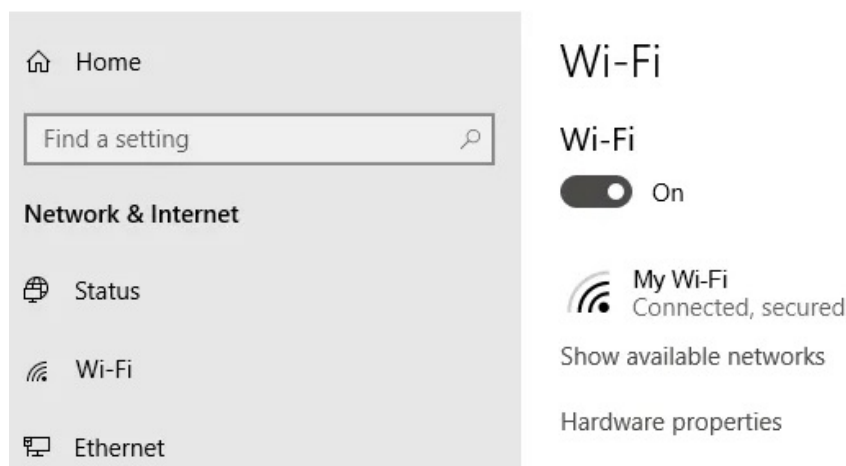 Home
Find a setting
Network & Internet
Status
Wi-Fi
Ethernet
Wi-Fi
Wi-Fi
On
My Wi-Fi
Connected, secured
Show available networks
Hardware properties